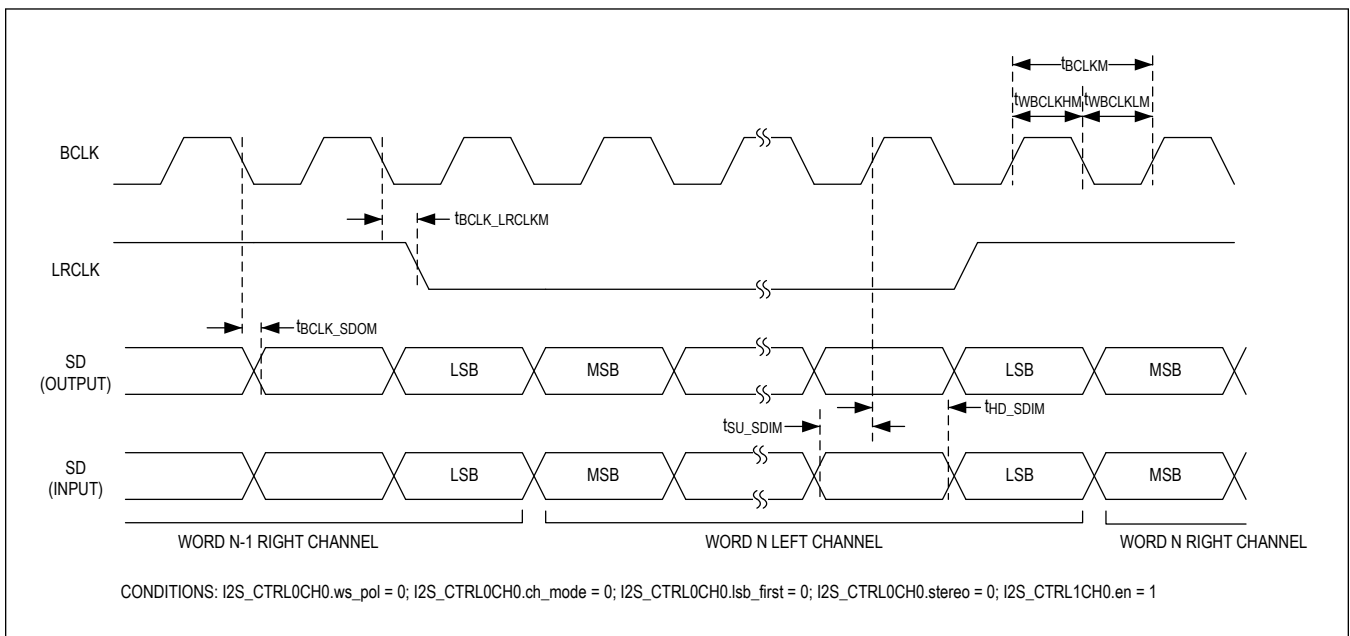 tBCLKM
tWBCLKHM tWBCLKLM
BCLK
tBCLK_LRCLKM
LRCLK
tBCLK_SDOM
SD
(OUTPUT)
LSB MSB LSB MSB
tSU_SDIM tHD_SDIM
SD
(INPUT)
LSB MSB LSB MSB
WORD N-1 RIGHT CHANNEL WORD N LEFT CHANNEL WORD N RIGHT CHANNEL
CONDITIONS: I2S_CTRL0CH0.ws_pol = 0; I2S_CTRL0CH0.ch_mode = 0; I2S_CTRL0CH0.lsb_first = 0; I2S_CTRL0CH0.stereo = 0; I2S_CTRL1CH0.en = 1